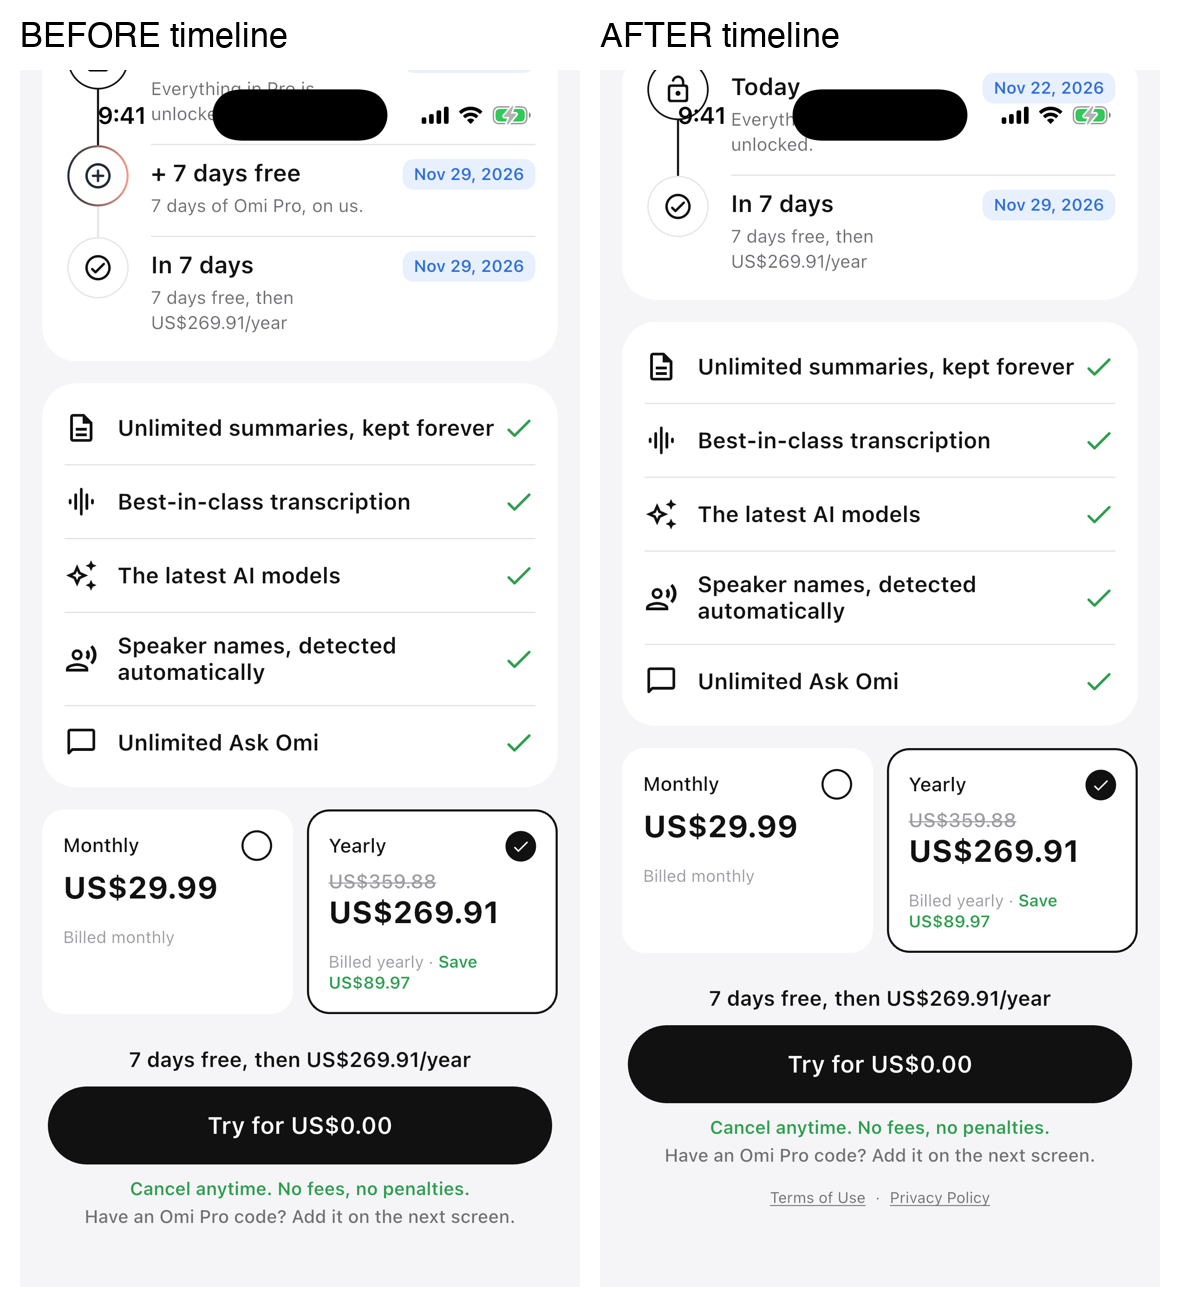 BEFORE timeline
Everything in Pro is
9:41
unlocke
+ 7 days free
Nov 29, 2026
7 days of Omi Pro, on us.
In 7 days
Nov 29, 2026
7 days free, then
US$269.91/year
Unlimited summaries, kept forever
Best-in-class transcription
The latest AI models
Speaker names, detected
automatically
Unlimited Ask Omi
Monthly
US$29.99
Billed monthly
Yearly
US$359.88
US$269.91
Billed yearly · Save
US$89.97
7 days free, then US$269.91/year
Try for US$0.00
Cancel anytime. No fees, no penalties.
Have an Omi Pro code? Add it on the next screen.
AFTER timeline
Today
Nov 22, 2026
9:41
Everyth
unlocked.
In 7 days
Nov 29, 2026
7 days free, then
US$269.91/year
Unlimited summaries, kept forever
Best-in-class transcription
The latest AI models
Speaker names, detected
automatically
Unlimited Ask Omi
Monthly
US$29.99
Billed monthly
Yearly
US$359.88
US$269.91
Billed yearly · Save
US$89.97
7 days free, then US$269.91/year
Try for US$0.00
Cancel anytime. No fees, no penalties.
Have an Omi Pro code? Add it on the next screen.
Terms of Use · Privacy Policy